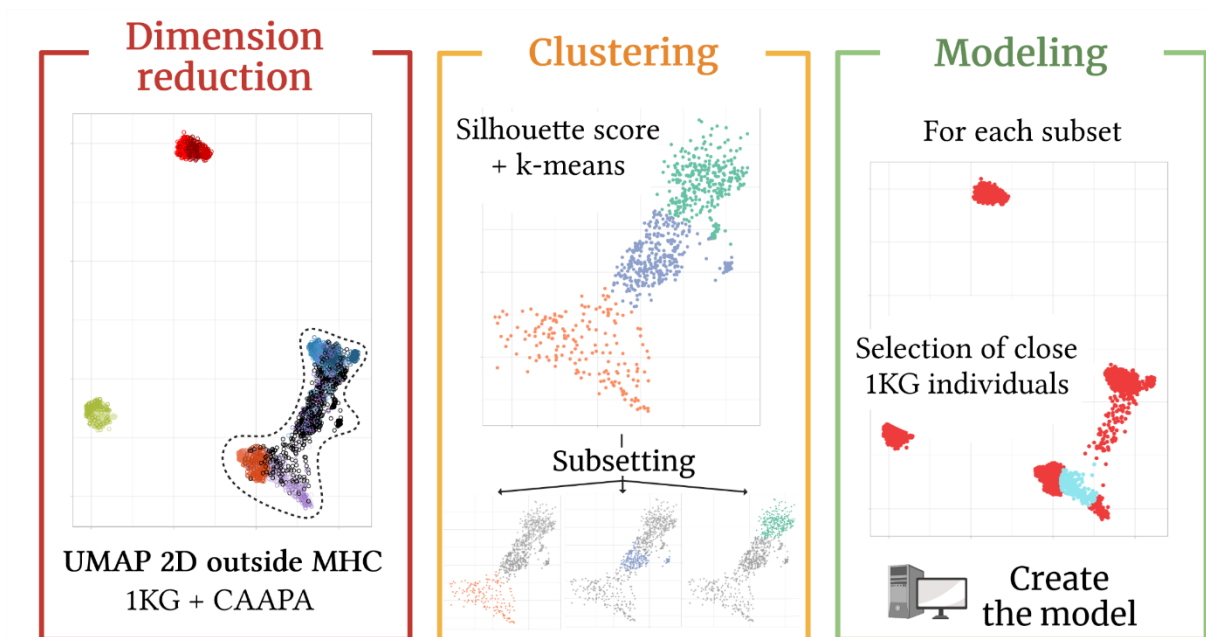 Dimension
reduction
UMAP 2D outside MHC
1KG + CAAPA
Clustering
Silhouette score
+ k-means
Subsetting
Modeling
For each subset
Selection of close
1KG individuals
Create
the model